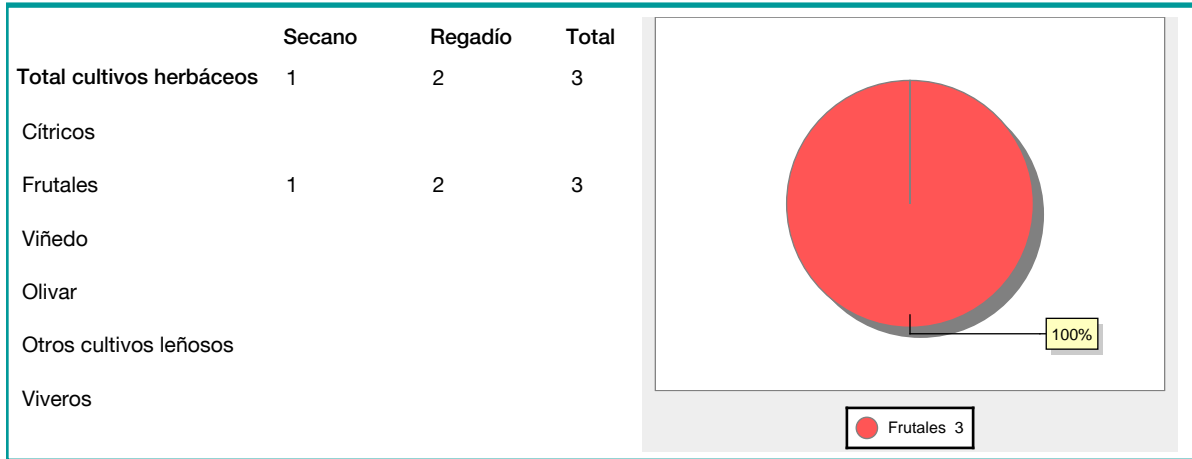 Secano Regadío Total
Total cultivos herbáceos 1 2 3
Cítricos
Frutales 1 2 3
Viñedo
Olivar
Otros cultivos leñosos
Viveros
100%
Frutales 3